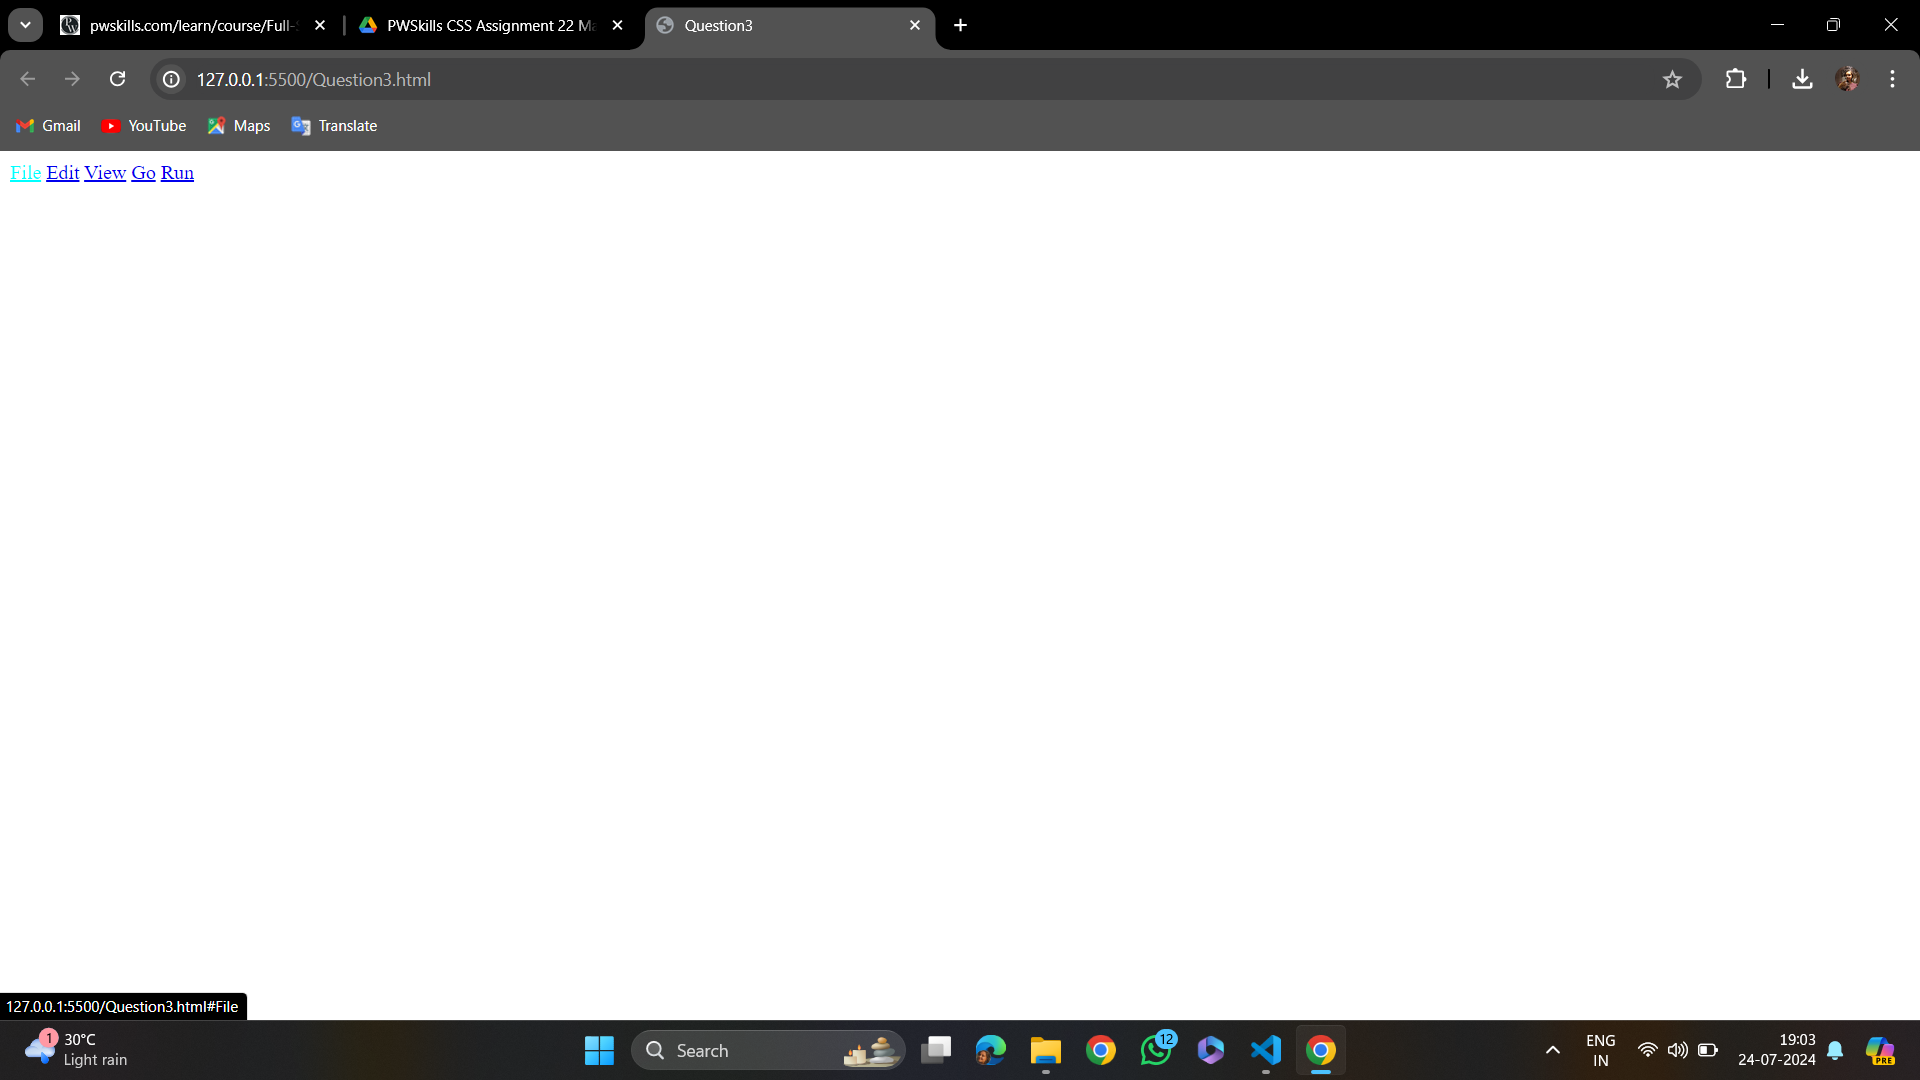 pwskills.com/learn/course/Full-S
PWSkills CSS Assignment 22 Ma
Question3
127.0.0.1:5500/Question3.html
Gmail
YouTube
Maps
Translate
File Edit View Go Run
127.0.0.1:5500/Question3.html#File
1
30°C
Light rain
Search
12
ENG
IN
19:03
24-07-2024
PRE